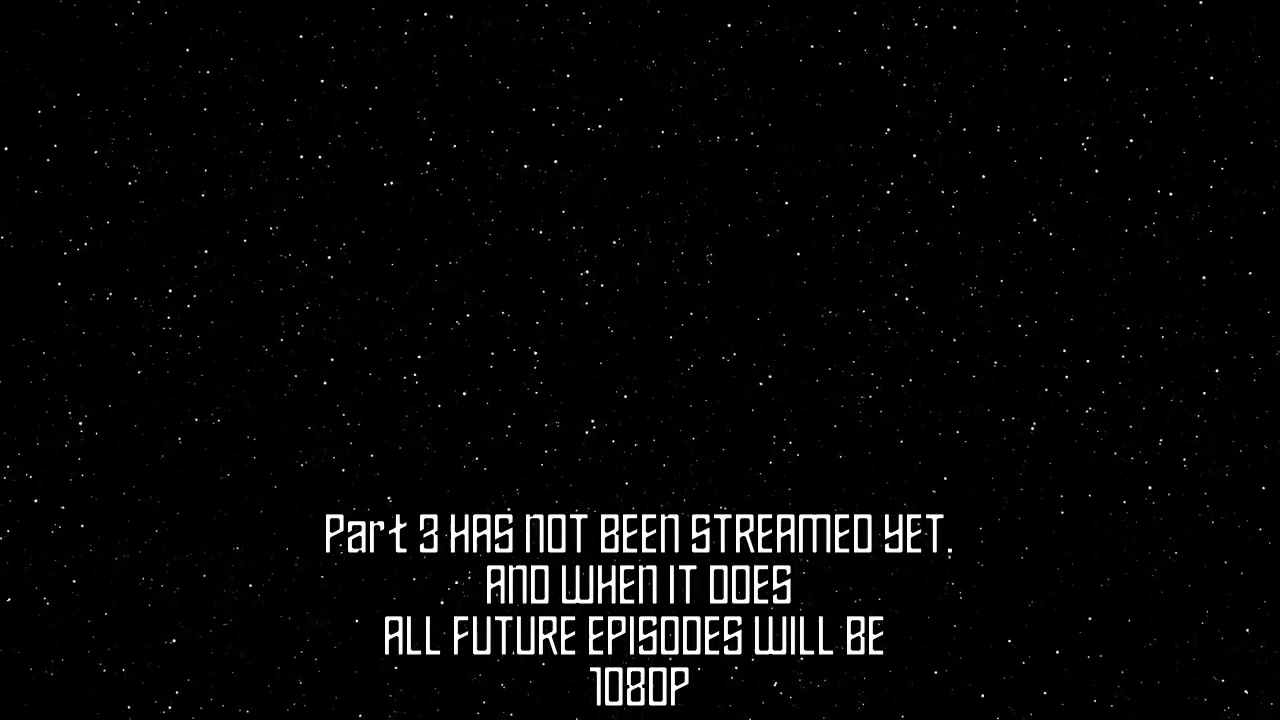 Part 3 HAS NOT BEEN STREAMED YET.
AND WHEN IT DOES
ALL FUTURE EPISODES WILL BE
1080P